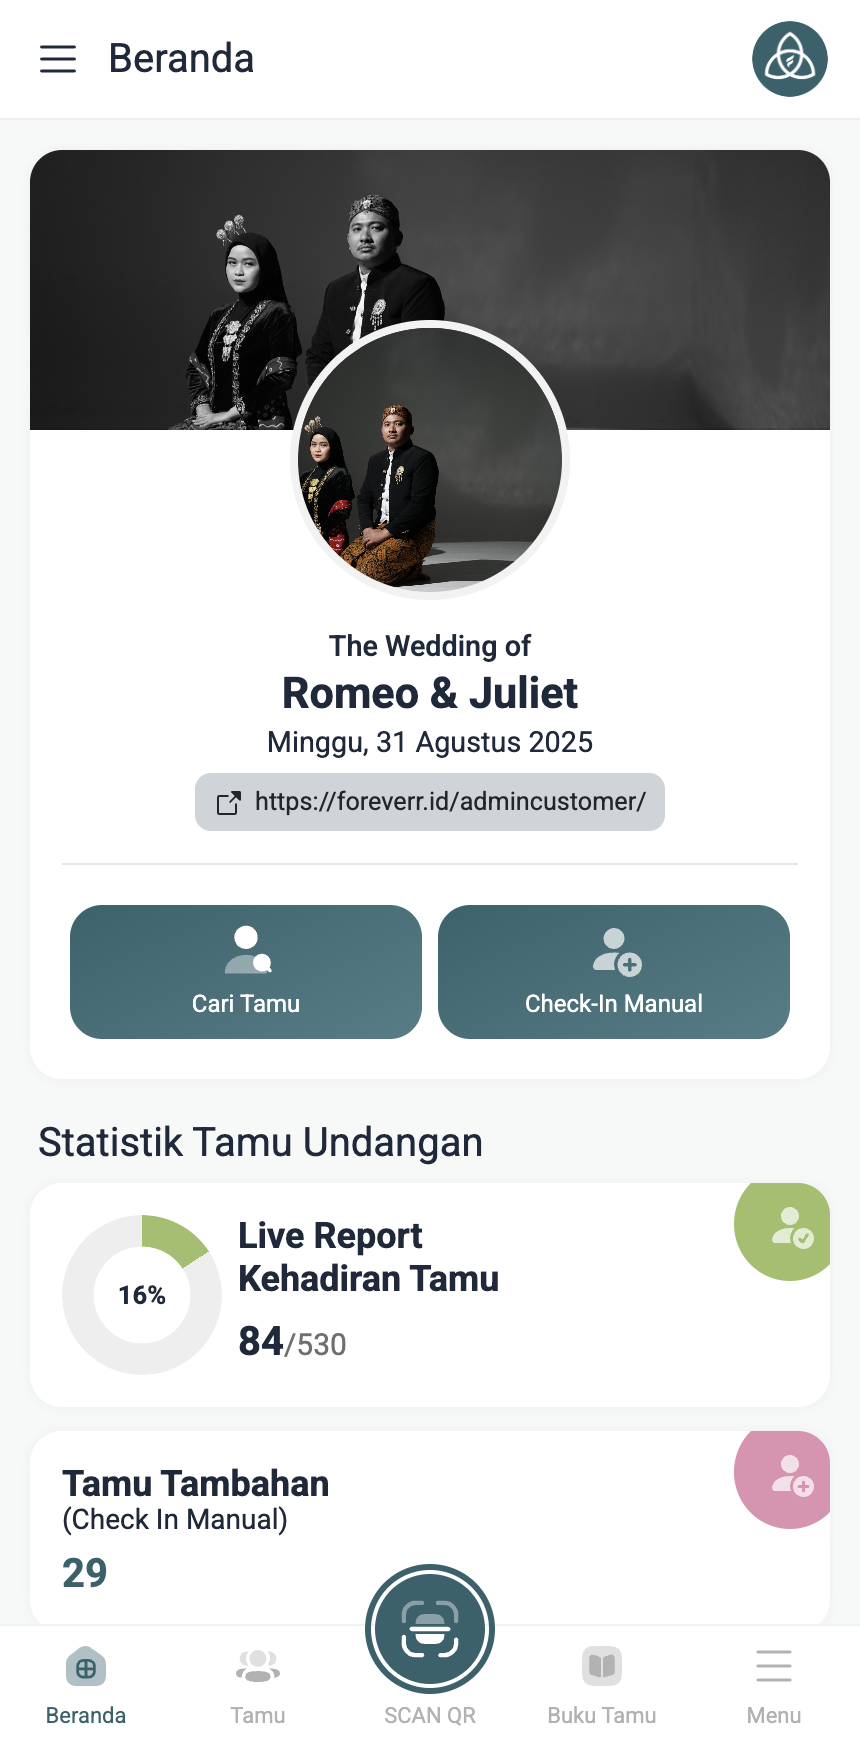 Beranda
The Wedding of
Romeo & Juliet
Minggu, 31 Agustus 2025
https://foreverr.id/admincustomer/
Cari Tamu
Check-In Manual
Statistik Tamu Undangan
16%
Live Report
Kehadiran Tamu
84/530
Tamu Tambahan
(Check In Manual)
29
Beranda
Tamu
SCAN QR
Buku Tamu
Menu